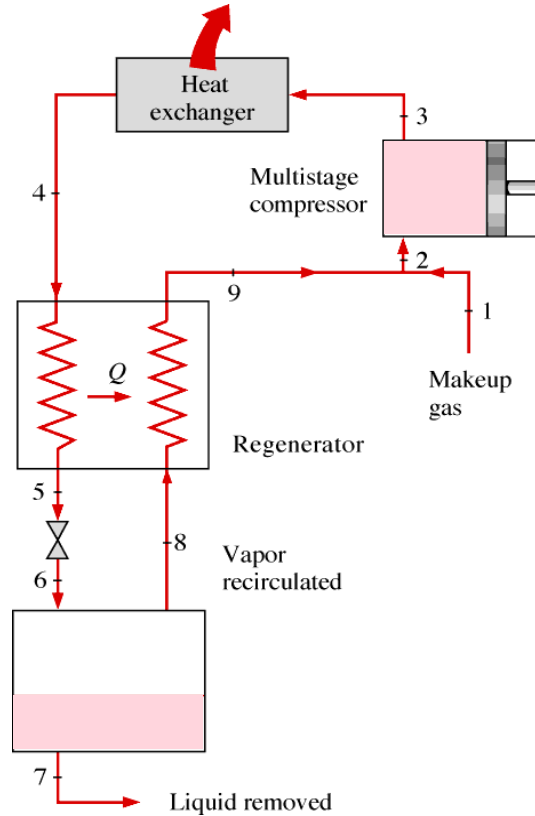 Heat
exchanger
3
Multistage
compressor
4
2
9
1
Q
Makeup
gas
Regenerator
5
8
Vapor
recirculated
6
7
Liquid removed